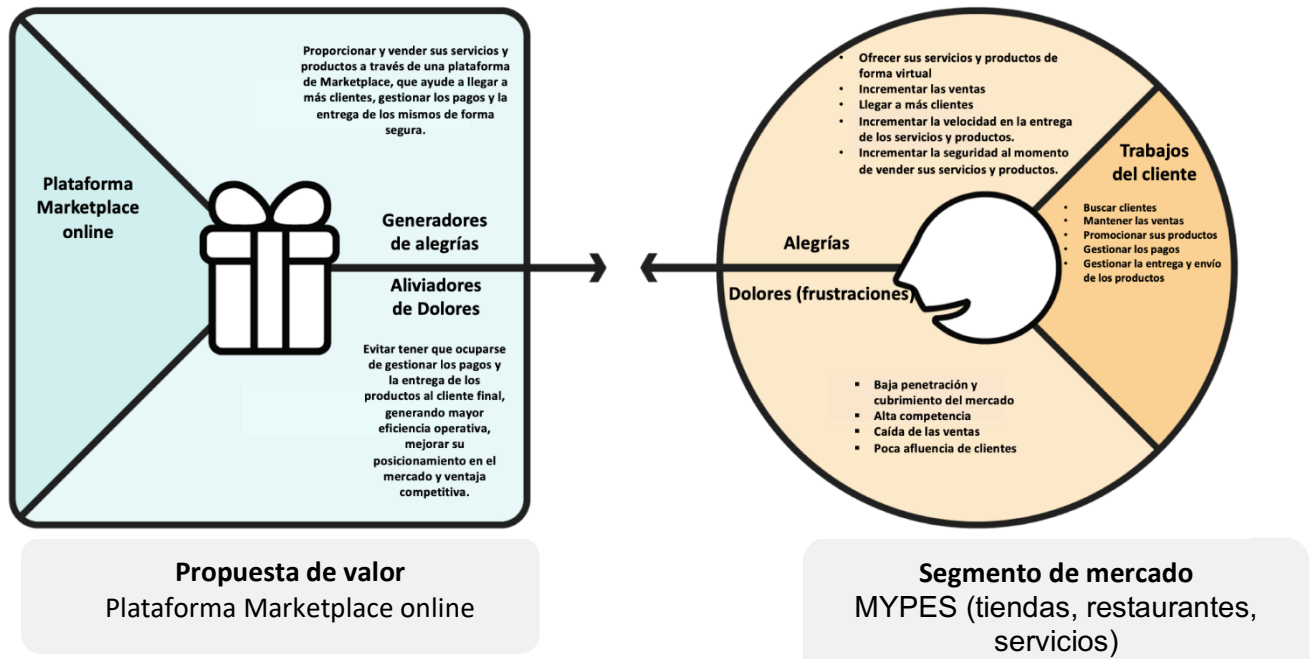 Proporcionar y vender sus servicios y
productos a través de una plataforma
de Marketplace, que ayude a llegar a
más clientes, gestionar los pagos y la
entrega de los mismos de forma
segura.
Plataforma
Marketplace
online
Generadores
de alegrías
Aliviadores
de Dolores
Evitar tener que ocuparse
de gestionar los pagos y
la entrega de los
productos al cliente final,
generando mayor
eficiencia operativa,
mejorar su
posicionamiento en el
mercado y ventaja
competitiva.
Propuesta de valor
Plataforma Marketplace online
• Ofrecer sus servicios y productos de
forma virtual
• Incrementar las ventas
• Llegar a más clientes
• Incrementar la velocidad en la entrega
de los servicios y productos.
• Incrementar la seguridad al momento
de vender sus servicios y productos.
Alegrías
Dolores (frustraciones)
▪ Baja penetración y
cubrimiento del mercado
▪ Alta competencia
▪ Caída de las ventas
▪ Poca afluencia de clientes
Trabajos
del cliente
• Buscar clientes
• Mantener las ventas
• Promocionar sus productos
• Gestionar los pagos
• Gestionar la entrega y envío
de los productos
Segmento de mercado
MYPES (tiendas, restaurantes,
servicios)